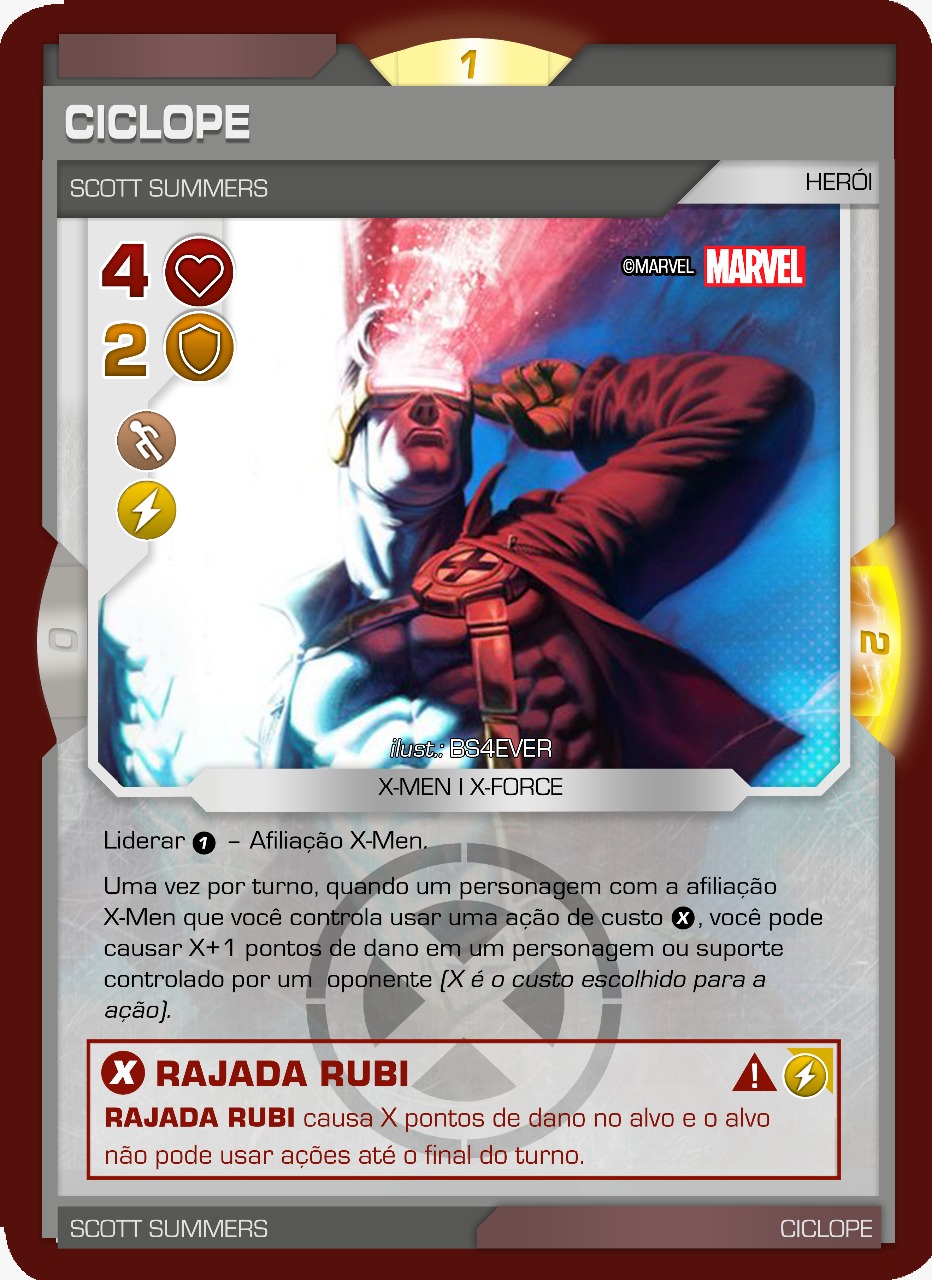 1
CICLOPE
SCOTT SUMMERS
HERÓI
4
©MARVEL MARVEL
2
0
2
ilust.: BS4EVER
X-MEN | X-FORCE
Liderar 1 – Afiliação X-Men.
Uma vez por turno, quando um personagem com a afiliação
X-Men que você controla usar uma ação de custo X, você pode
causar X+1 pontos de dano em um personagem ou suporte
controlado por um oponente (X é o custo escolhido para a
ação).
X RAJADA RUBI
!
RAJADA RUBI causa X pontos de dano no alvo e o alvo
não pode usar ações até o final do turno.
SCOTT SUMMERS
CICLOPE